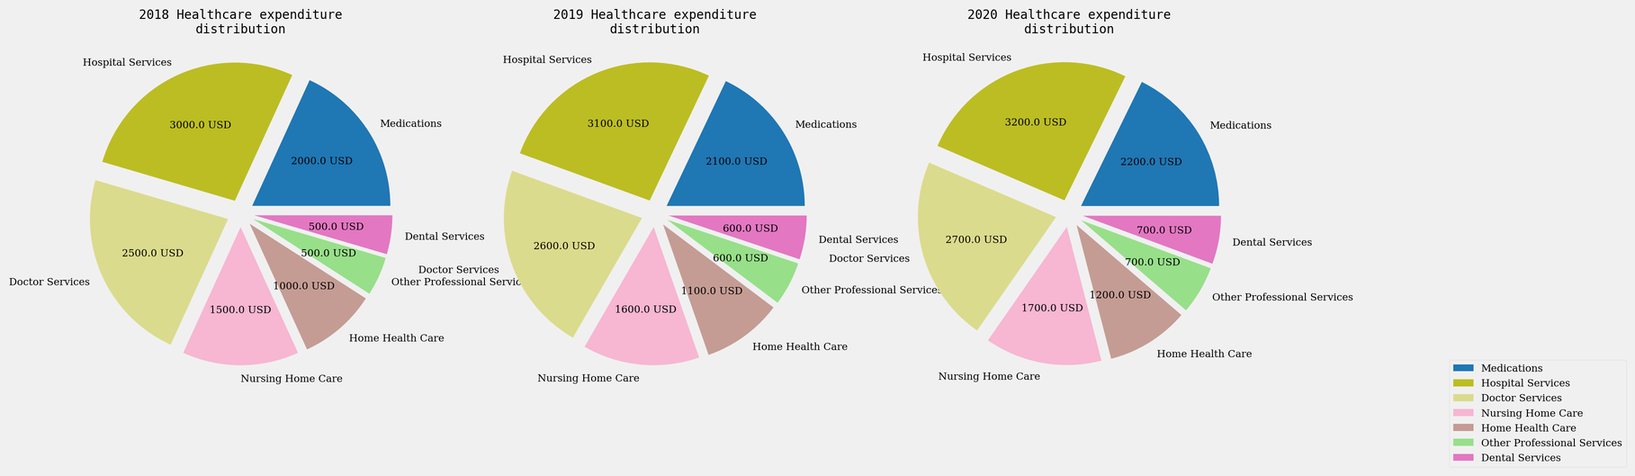 2018 Healthcare expenditure
distribution
Hospital Services
Medications
3000.0 USD
2000.0 USD
2500.0 USD
500.0 USD
500.0 USD
1000.0 USD
1500.0 USD
Dental Services
Doctor Services
Other Professional Servic
Home Health Care
Nursing Home Care
2019 Healthcare expenditure
distribution
Hospital Services
Medications
3100.0 USD
2100.0 USD
2600.0 USD
600.0 USD
600.0 USD
1100.0 USD
1600.0 USD
Dental Services
Doctor Services
Other Professional Services
Home Health Care
Nursing Home Care
2020 Healthcare expenditure
distribution
Hospital Services
Medications
3200.0 USD
2200.0 USD
2700.0 USD
700.0 USD
700.0 USD
1200.0 USD
1700.0 USD
Dental Services
Doctor Services
Other Professional Services
Home Health Care
Nursing Home Care
Medications
Hospital Services
Doctor Services
Nursing Home Care
Home Health Care
Other Professional Services
Dental Services